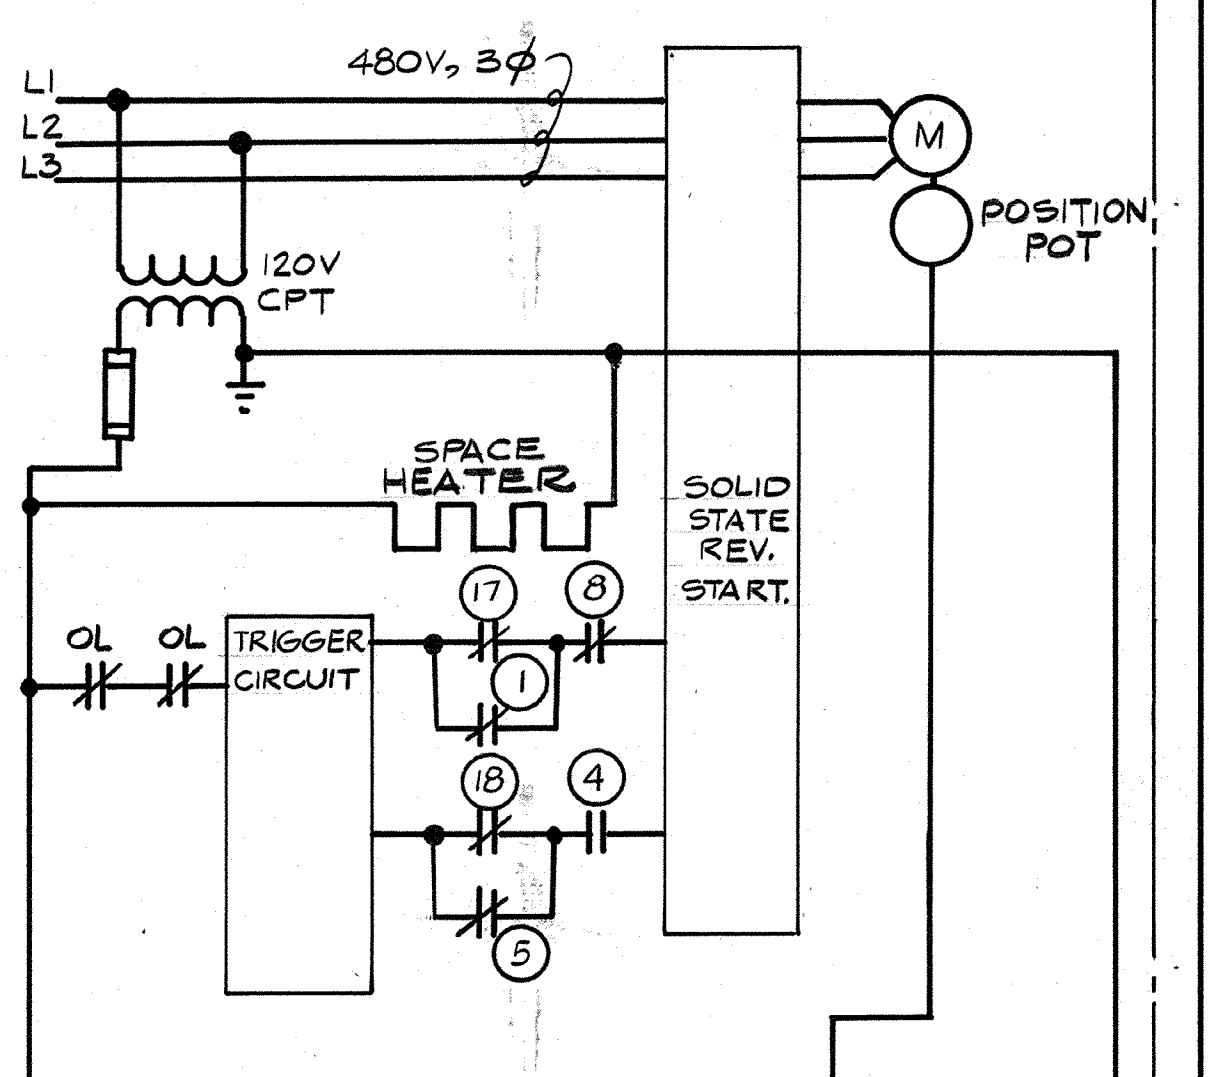 480V, 3Ø
L1
L2
L3
M
POSITION
POT
120V
CPT
SPACE
HEATER
SOLID
STATE
REV.
START.
17
8
OL OL
TRIGGER
CIRCUIT
1
18
4
5